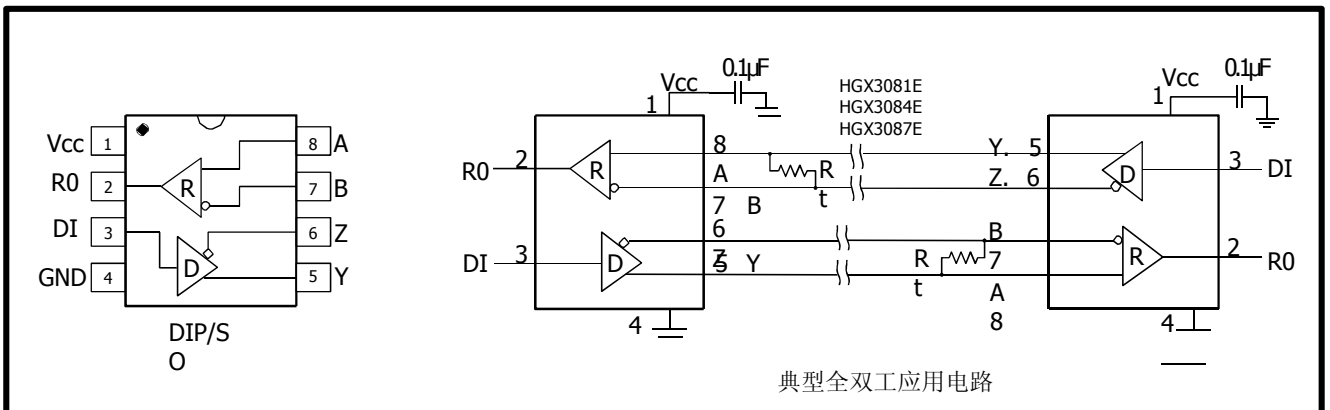 Vcc 1
R0 2
DI 3
GND 4
8 A
7 B
6 Z
5 Y
R
D
DIP/S
O
Vcc
0.1µF
1
R0
2
R
8
A
7 B
6
Z
5 Y
DI
3
D
4
R
t
HGX3081E
HGX3084E
HGX3087E
Y. 5
Z. 6
R
t
B
7
A
8
Vcc
0.1µF
1
D
3
DI
R
2
R0
4
典型全双工应用电路